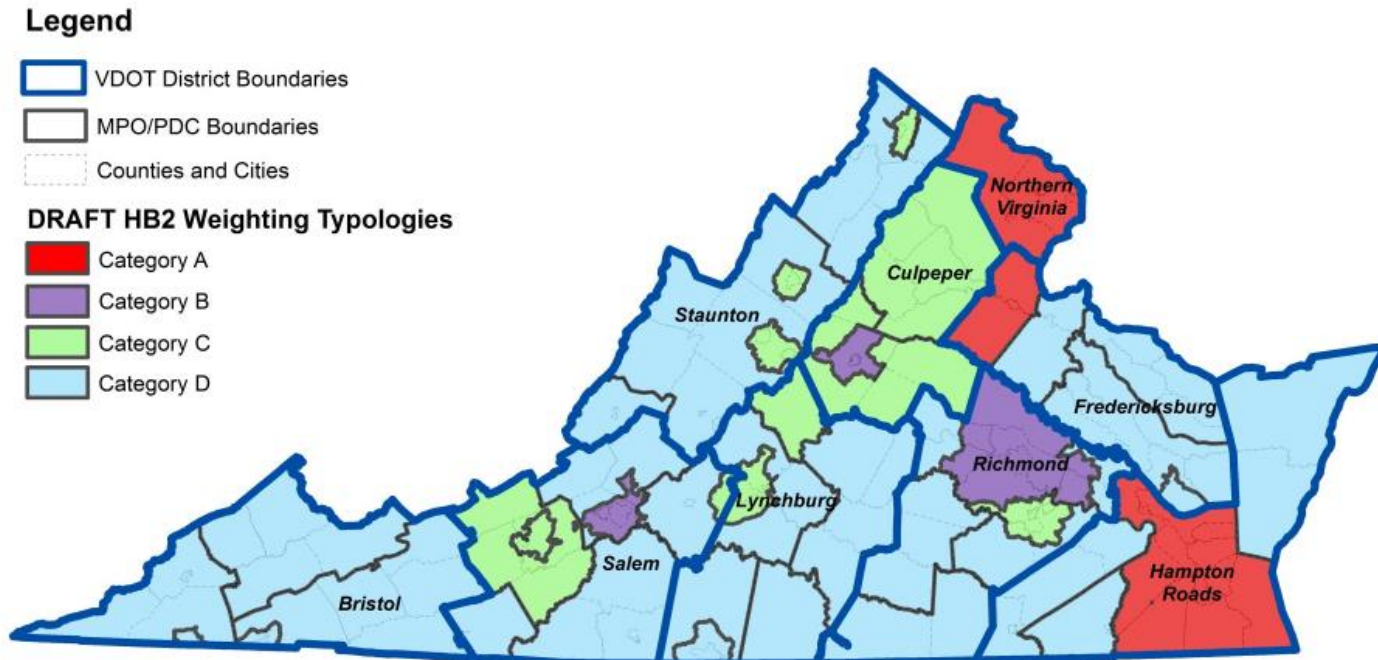 Legend
VDOT District Boundaries
MPO/PDC Boundaries
Counties and Cities
DRAFT HB2 Weighting Typologies
Category A
Category B
Category C
Category D
Northern
Virginia
Culpeper
Staunton
Fredericksburg
Richmond
Lynchburg
Salem
Hampton
Roads
Bristol